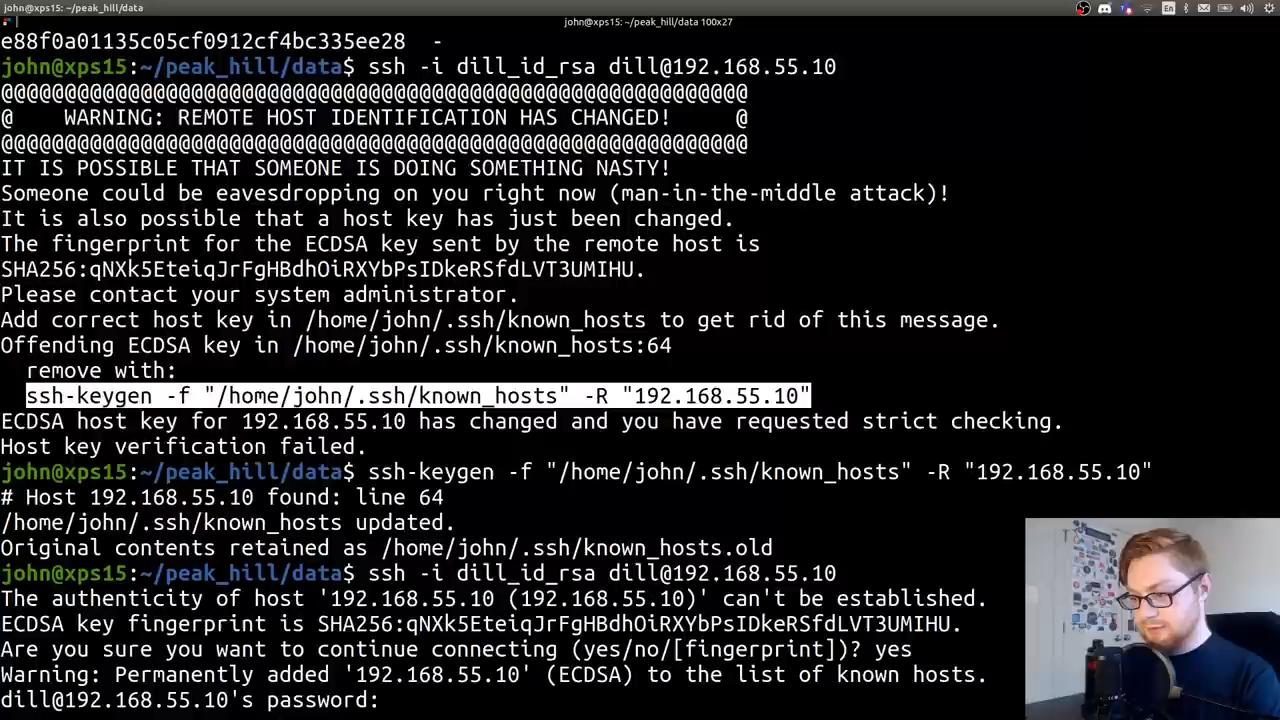 john@xps15: ~/peak_hill/data
En
john@xps15: ~/peak_hill/data 100x27
e88f0a01135c05cf0912cf4bc335ee28  -
john@xps15:~/peak_hill/data$ ssh -i dill_id_rsa dill@192.168.55.10
@@@@@@@@@@@@@@@@@@@@@@@@@@@@@@@@@@@@@@@@@@@@@@@@@@@@@@@@@@@
@    WARNING: REMOTE HOST IDENTIFICATION HAS CHANGED!     @
@@@@@@@@@@@@@@@@@@@@@@@@@@@@@@@@@@@@@@@@@@@@@@@@@@@@@@@@@@@
IT IS POSSIBLE THAT SOMEONE IS DOING SOMETHING NASTY!
Someone could be eavesdropping on you right now (man-in-the-middle attack)!
It is also possible that a host key has just been changed.
The fingerprint for the ECDSA key sent by the remote host is
SHA256:qNXk5EteiqJrFgHBdhOiRXYbPsIDkeRSfdLVT3UMIHU.
Please contact your system administrator.
Add correct host key in /home/john/.ssh/known_hosts to get rid of this message.
Offending ECDSA key in /home/john/.ssh/known_hosts:64
  remove with:
  ssh-keygen -f "/home/john/.ssh/known_hosts" -R "192.168.55.10"
ECDSA host key for 192.168.55.10 has changed and you have requested strict checking.
Host key verification failed.
john@xps15:~/peak_hill/data$ ssh-keygen -f "/home/john/.ssh/known_hosts" -R "192.168.55.10"
# Host 192.168.55.10 found: line 64
/home/john/.ssh/known_hosts updated.
Original contents retained as /home/john/.ssh/known_hosts.old
john@xps15:~/peak_hill/data$ ssh -i dill_id_rsa dill@192.168.55.10
The authenticity of host '192.168.55.10 (192.168.55.10)' can't be established.
ECDSA key fingerprint is SHA256:qNXk5EteiqJrFgHBdhOiRXYbPsIDkeRSfdLVT3UMIHU.
Are you sure you want to continue connecting (yes/no/[fingerprint])? yes
Warning: Permanently added '192.168.55.10' (ECDSA) to the list of known hosts.
dill@192.168.55.10's password: